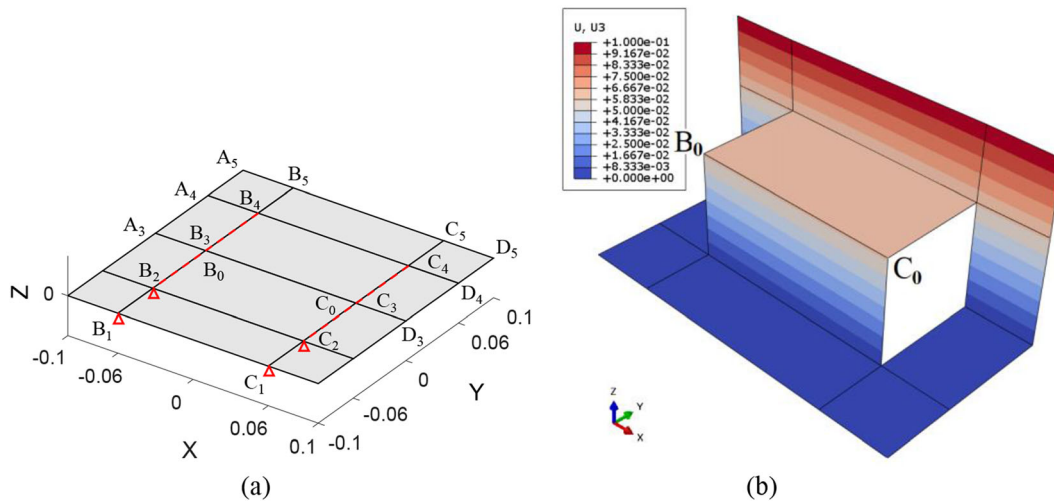 A5
B5
A4
B4
A3
B3
C5
D5
B2
B0
C4
C0
C3
D4
Z
0
B1
C2
D3
C1
-0.1
-0.06
0
0.06
0.1
X
-0.1
-0.06
0
0.06
0.1
Y
(a)
U, U3
+1.000e-01
+9.167e-02
+8.333e-02
+7.500e-02
+6.667e-02
+5.833e-02
+5.000e-02
+4.167e-02
+3.333e-02
+2.500e-02
+1.667e-02
+8.333e-03
+0.000e+00
B0
C0
Z
Y
X
(b)